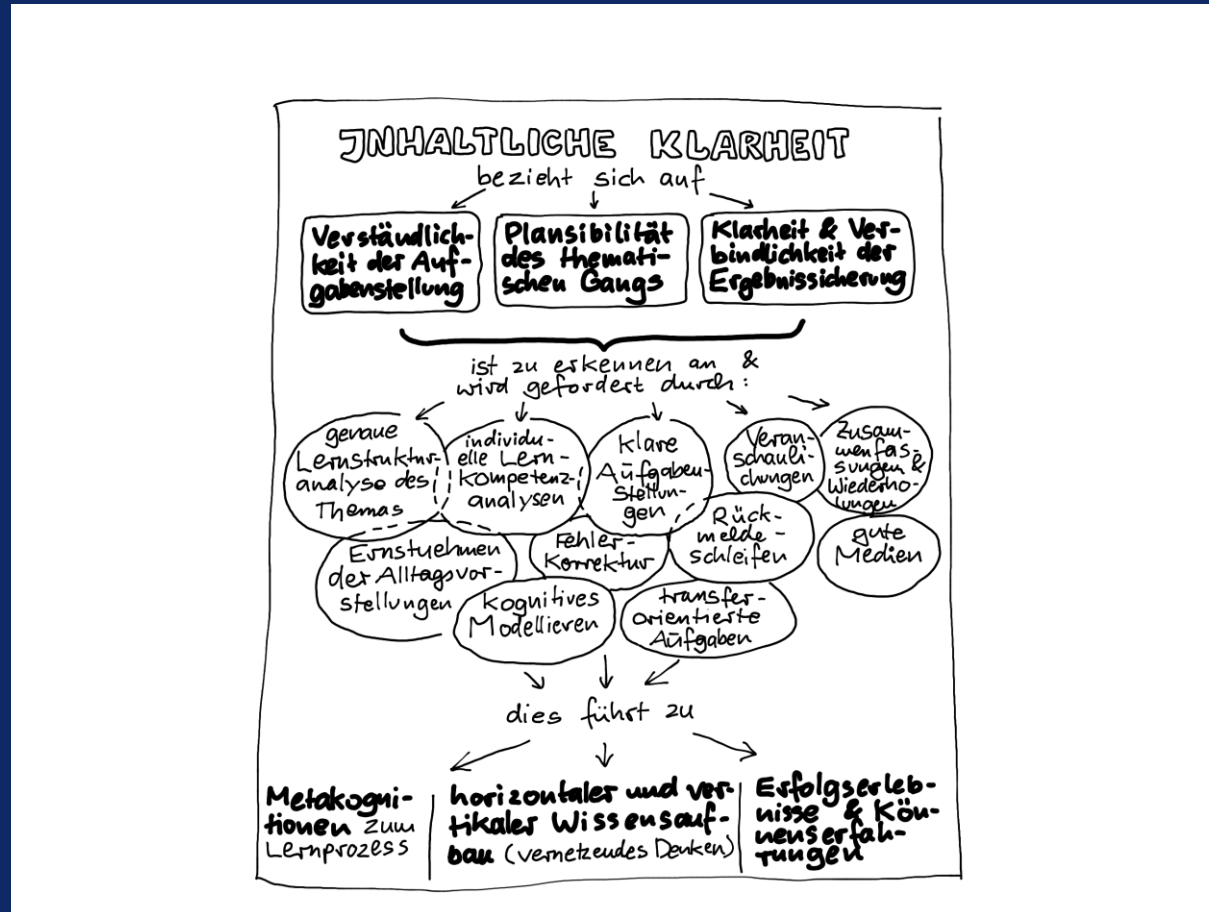 INHALTLICHE KLARHEIT
bezieht sich auf
Verständlich-
keit der Auf-
gabenstellung
Plausibilität
des themati-
schen Gangs
Klarheit & Ver-
bindlichkeit der
Ergebnissicherung
ist zu erkennen an &
wird gefordert durch:
genaue
Lernstruktur-
analyse des
Themas
individu-
elle Lern-
kompetenz-
analysen
klare
Aufgaben-
stellun-
gen
Veran-
schauli-
chungen
Zusam-
menfas-
sungen &
Wiederho-
lungen
Ernstnehmen
der Alltagsvor-
stellungen
Fehler-
Korrektur
Rück-
melde-
schleifen
gute
Medien
kognitives
Modellieren
transfer-
orientierte
Aufgaben
dies führt zu
Metakogni-
tionen zum
Lernprozess
horizontaler und ver-
tikaler Wissensauf-
bau (vernetzendes Denken)
Erfolgserleb-
nisse & Kön-
nenserfah-
rungen